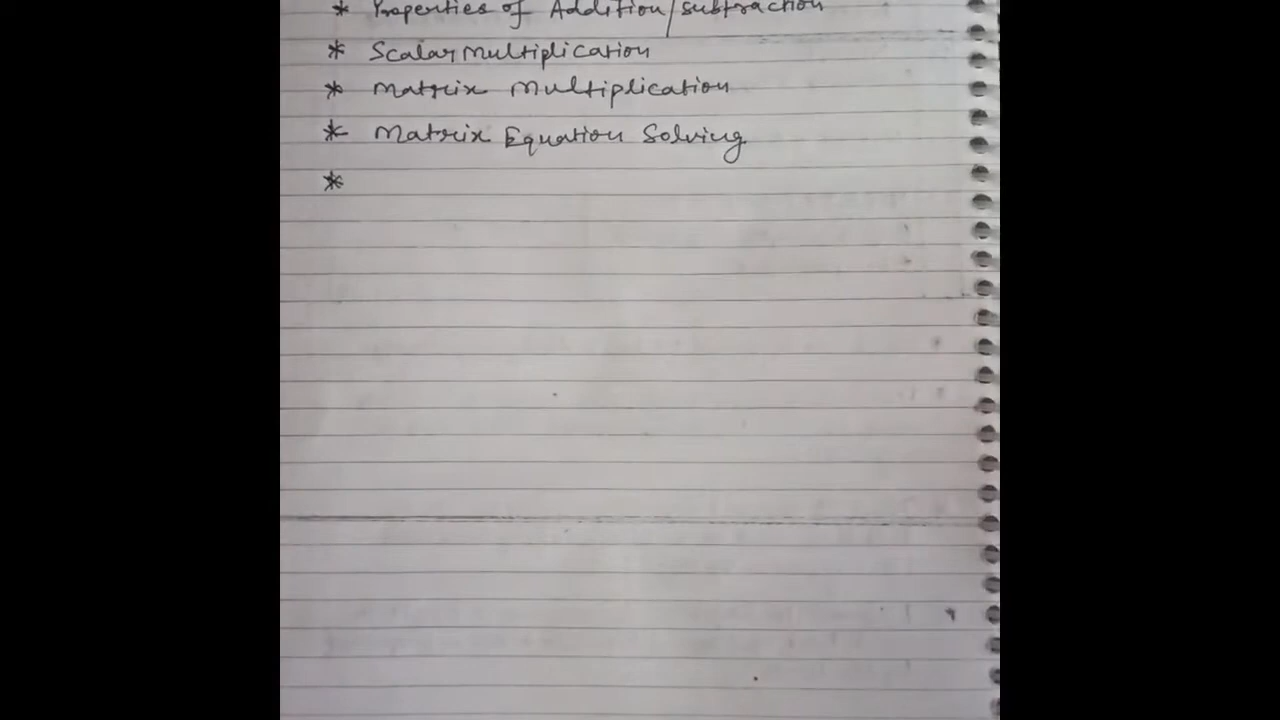 * Properties of Addition/subtraction
* Scalar Multiplication
* Matrix Multiplication
* Matrix Equation Solving
*